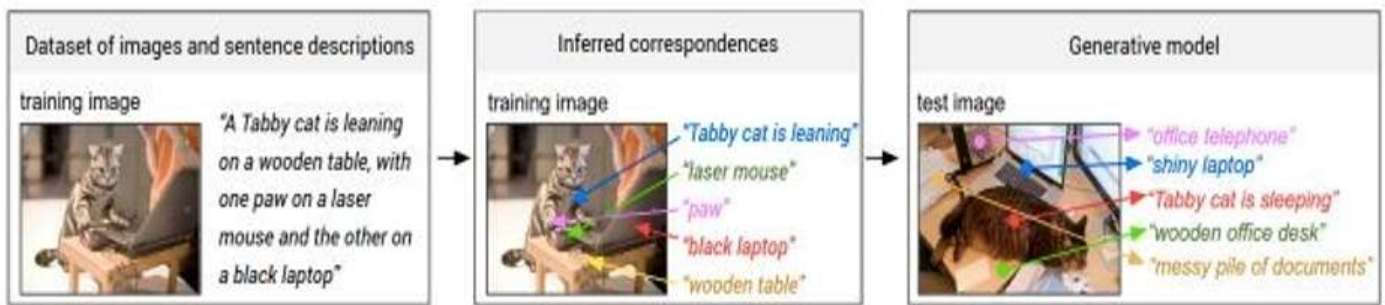 Dataset of images and sentence descriptions
training image
"A Tabby cat is leaning
on a wooden table, with
one paw on a laser
mouse and the other on
a black laptop"
Inferred correspondences
training image
"Tabby cat is leaning"
"laser mouse"
"paw"
"black laptop"
"wooden table"
Generative model
test image
"office telephone"
"shiny laptop"
"Tabby cat is sleeping"
"wooden office desk"
"messy pile of documents"